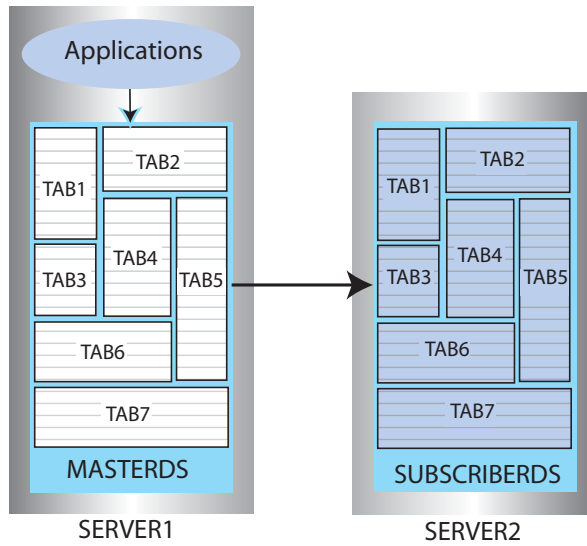 Applications
TAB1
TAB2
TAB3
TAB4
TAB5
TAB6
TAB7
MASTERDS
SERVER1
TAB1
TAB2
TAB3
TAB4
TAB5
TAB6
TAB7
SUBSCRIBERDS
SERVER2